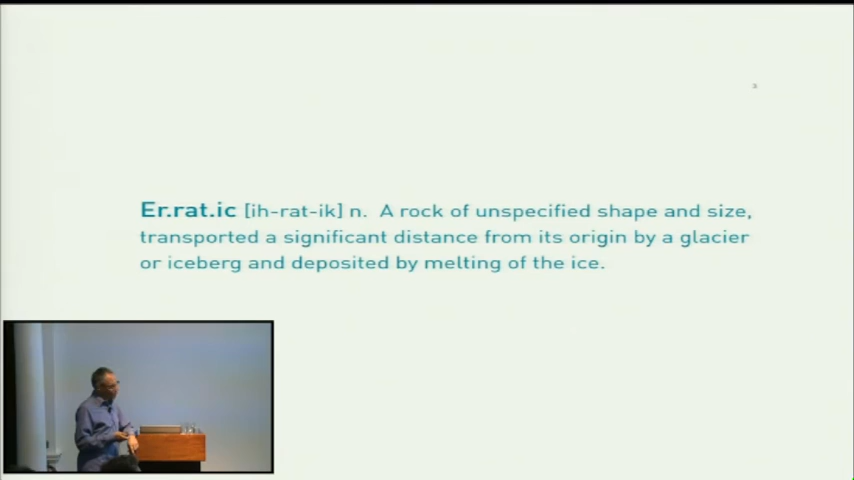 Er.rat.ic [ih-rat-ik] n. A rock of unspecified shape and size,
transported a significant distance from its origin by a glacier
or iceberg and deposited by melting of the ice.